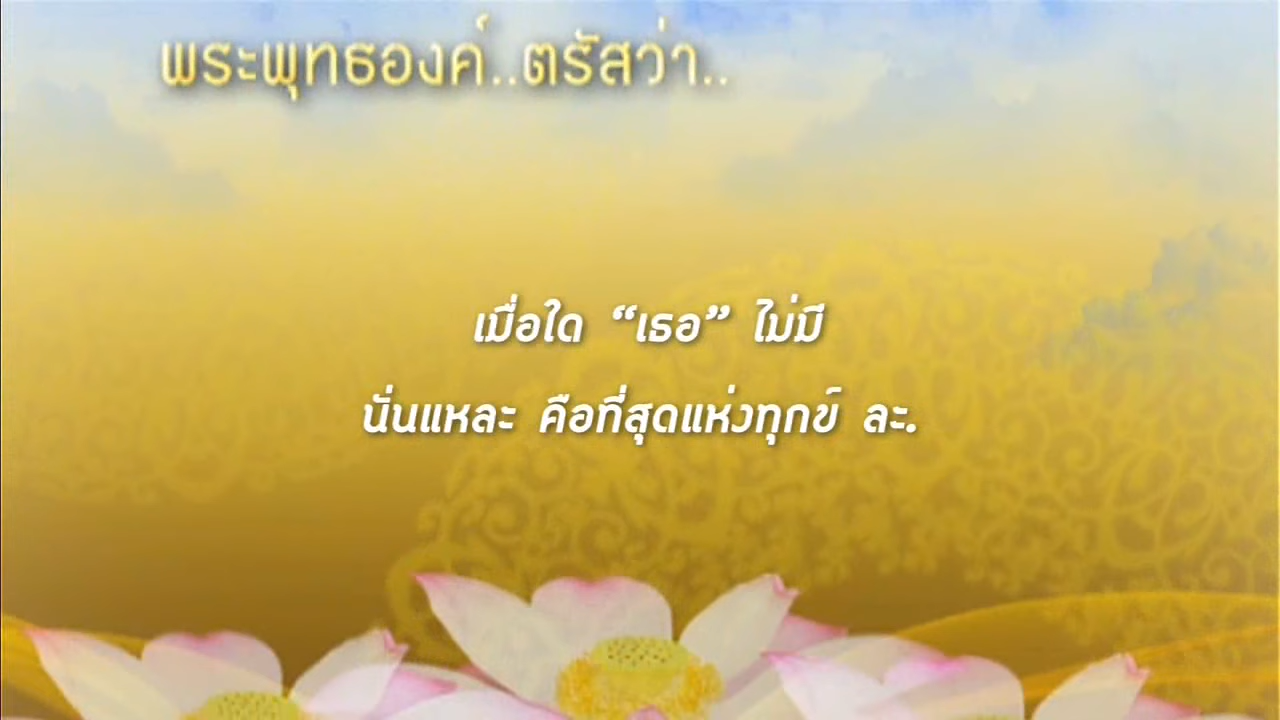 พระพุทธองค์..ตรัสว่า..
เมื่อใด “เธอ” ไม่มี
นั่นแหละ คือที่สุดแห่งทุกข์ ละ.